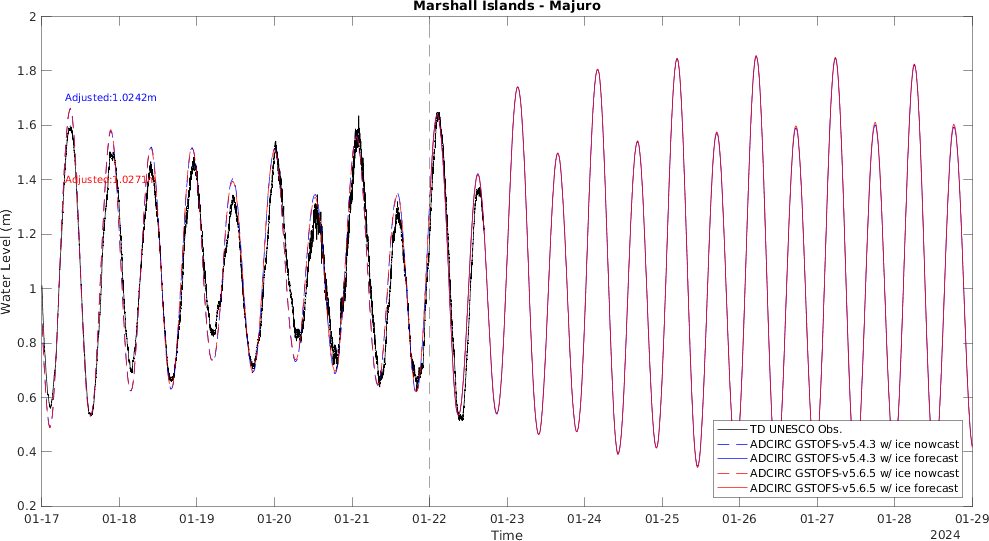 Marshall Islands - Majuro
2
1.8
1.6
1.4
1.2
1
0.8
0.6
0.4
0.2
Water Level (m)
Adjusted:1.0242m
Adjusted:1.0271m
TD UNESCO Obs.
ADCIRC GSTOFS-v5.4.3 w/ ice nowcast
ADCIRC GSTOFS-v5.4.3 w/ ice forecast
ADCIRC GSTOFS-v5.6.5 w/ ice nowcast
ADCIRC GSTOFS-v5.6.5 w/ ice forecast
01-17 01-18 01-19 01-20 01-21 01-22 01-23 01-24 01-25 01-26 01-27 01-28 01-29
Time
2024